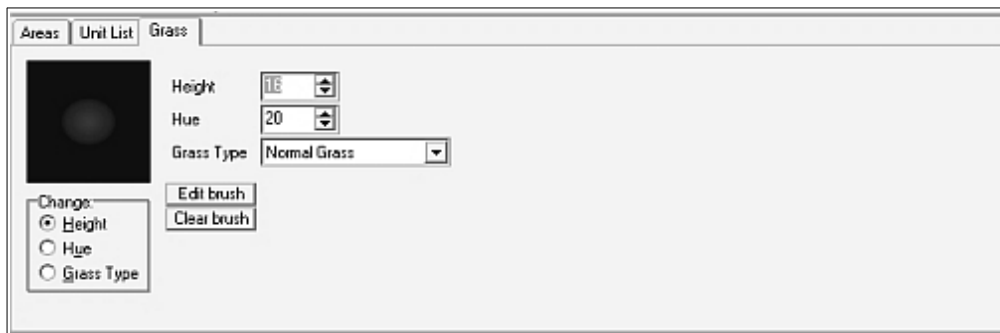 Areas Unit List Grass
Height 16
Hue 20
Grass Type Normal Grass
Edit brush
Clear brush
Change:
Height
Hue
Grass Type